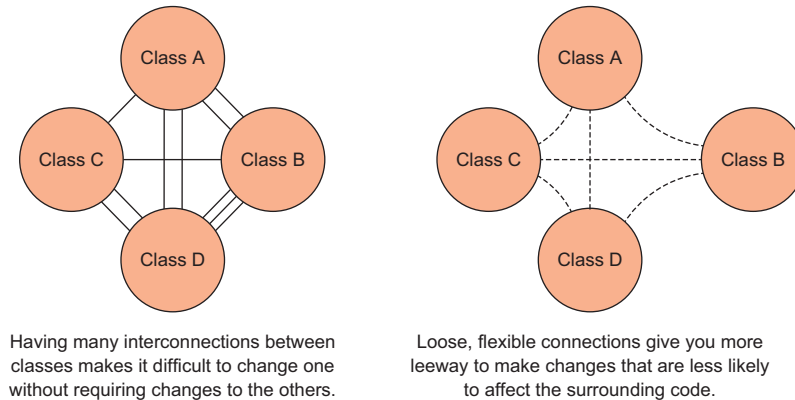 Class A
Class C
Class B
Class D
Having many interconnections between
classes makes it difficult to change one
without requiring changes to the others.
Class A
Class C
Class B
Class D
Loose, flexible connections give you more
leeway to make changes that are less likely
to affect the surrounding code.